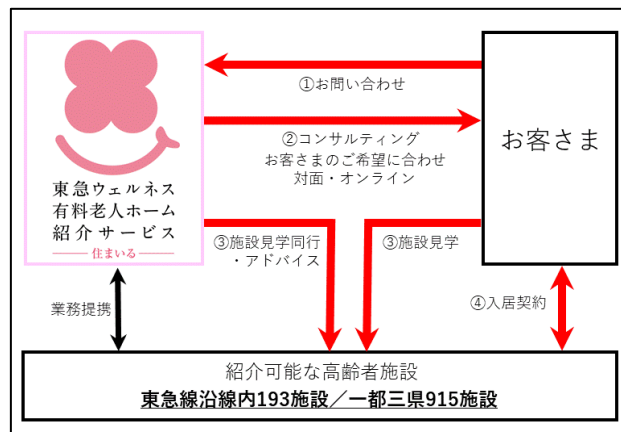 東急ウェルネス
有料老人ホーム
紹介サービス
住まいる
①お問い合わせ
②コンサルティング
お客さまのご希望に合わせ
対面・オンライン
お客さま
③施設見学同行
・アドバイス
③施設見学
業務提携
④入居契約
紹介可能な高齢者施設
東急線沿線内193施設／一都三県915施設